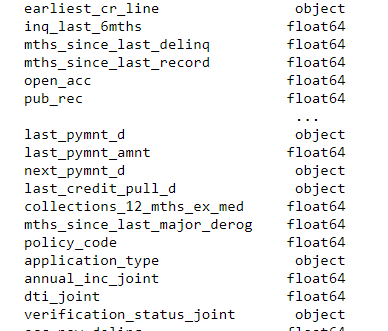 earliest_cr_line object
inq_last_6mths float64
mths_since_last_delinq float64
mths_since_last_record float64
open_acc float64
pub_rec float64
...
last_pymnt_d object
last_pymnt_amnt float64
next_pymnt_d object
last_credit_pull_d object
collections_12_mths_ex_med float64
mths_since_last_major_derog float64
policy_code float64
application_type object
annual_inc_joint float64
dti_joint float64
verification_status_joint object